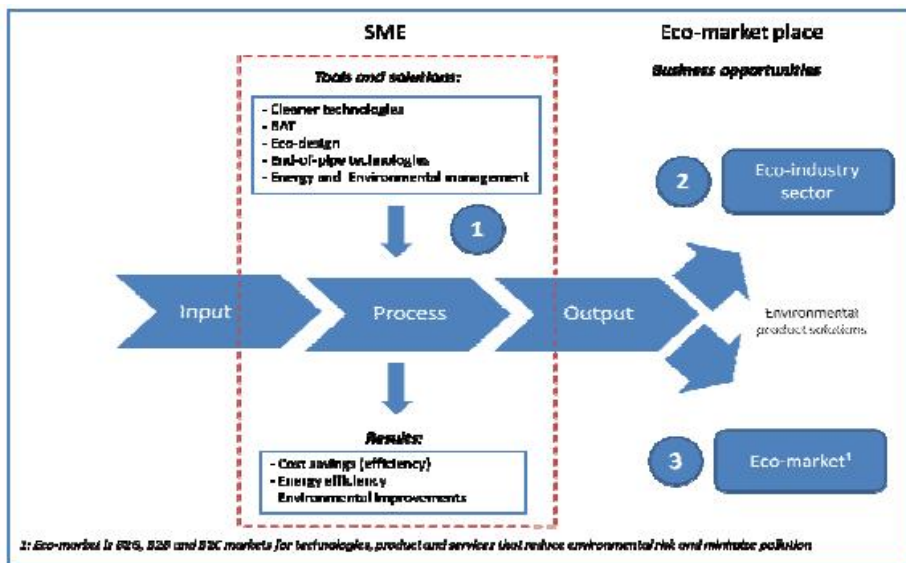 SME
Eco-market place
Tools and solutions:
Business opportunities
- Cleaner technologies
- BAT
- Eco-design
- End-of-pipe technologies
- Energy and Environmental management
2
Eco-industry
sector
1
Input
Process
Output
Environmental
product solutions
Results:
- Cost savings (efficiency)
- Energy efficiency
Environmental improvements
3
Eco-market¹
1: Eco-market is B2G, B2B and B2C markets for technologies, product and services that reduce environmental risk and minimize pollution